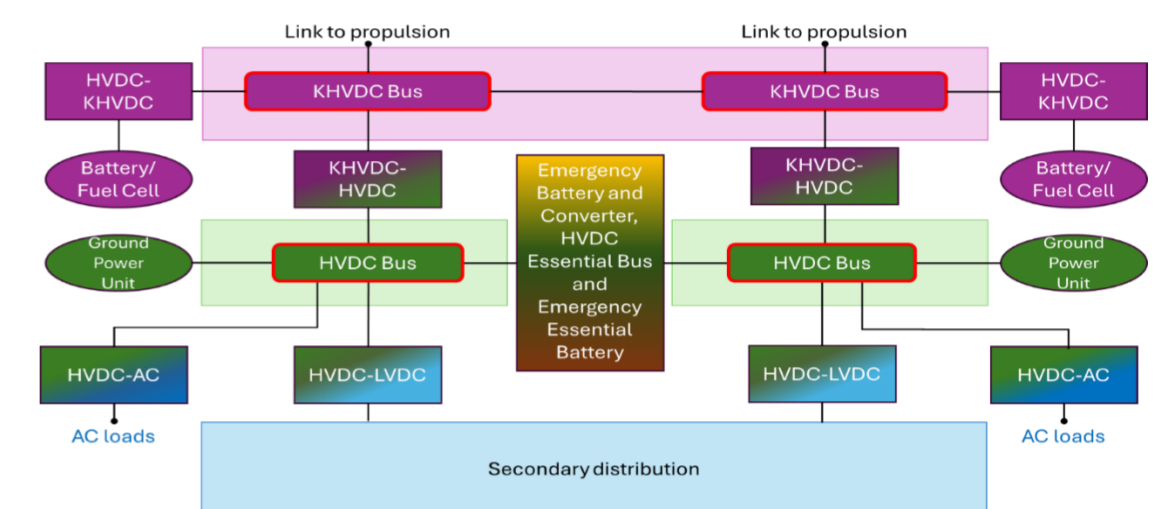 Link to propulsion
Link to propulsion
HVDC-
KHVDC
KHVDC Bus
KHVDC Bus
HVDC-
KHVDC
Battery/
Fuel Cell
KHVDC-
HVDC
Emergency
Battery and
Converter,
HVDC
Essential Bus
and
Emergency
Essential
Battery
KHVDC-
HVDC
Battery/
Fuel Cell
Ground
Power
Unit
HVDC Bus
HVDC Bus
Ground
Power
Unit
HVDC-AC
HVDC-LVDC
HVDC-LVDC
HVDC-AC
AC loads
AC loads
Secondary distribution